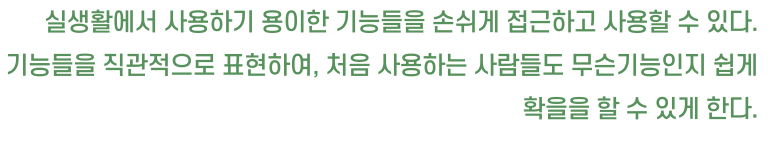 실생활에서 사용하기 용이한 기능들을 손쉬게 접근하고 사용할 수 있다.
기능들을 직관적으로 표현하여, 처음 사용하는 사람들도 무슨기능인지 쉽게
확을을 할 수 있게 한다.